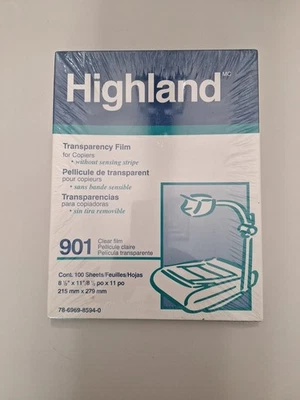 Highland MC
Transparency Film
for Copiers
• without sensing stripe
Pellicule de transparent
pour copieurs
• sans bande sensible
Transparencias
para copiadoras
• sin tira removible
901
Clear film
Pellicule claire
Pelicula transparente
Cont. 100 Sheets/Feuilles/Hojas
8 ½" x 11"/8 ½ po x 11 po
215 mm x 279 mm
78-6969-8594-0